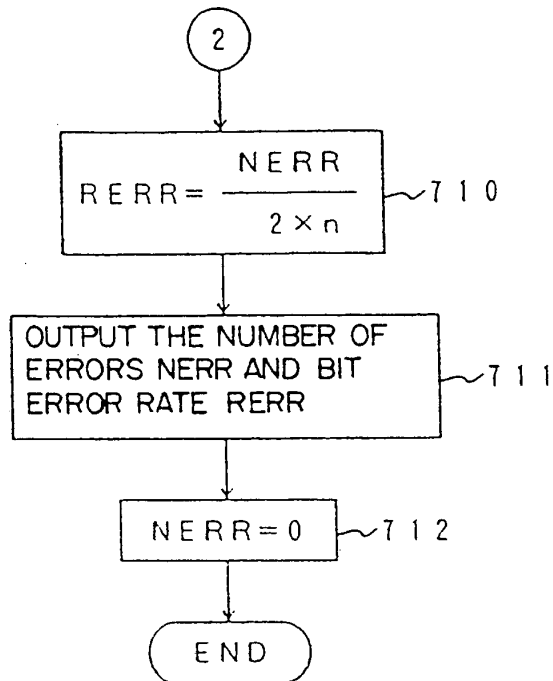 2
NERR
RERR= ―――
2×n
710
OUTPUT THE NUMBER OF
ERRORS NERR AND BIT
ERROR RATE RERR
711
NERR=0
712
END